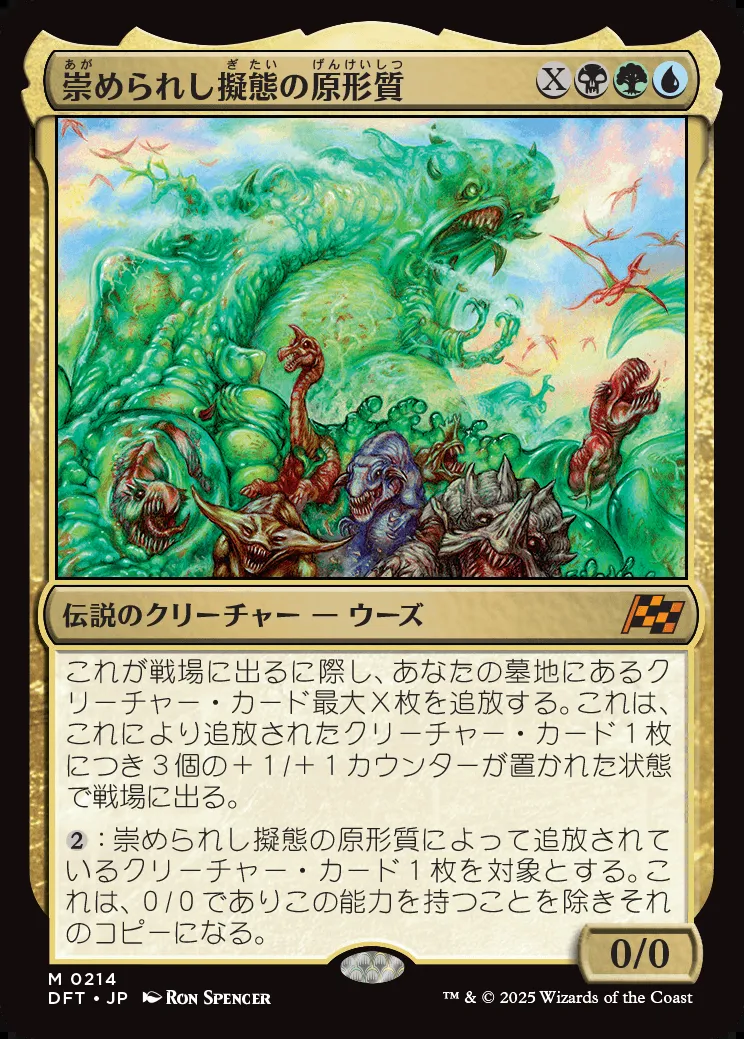 あが ぎたい げんけいしつ
崇められし擬態の原形質 X
伝説のクリーチャー ― ウーズ
これが戦場に出るに際し、あなたの墓地にあるク
リーチャー・カード最大X枚を追放する。これは、
これにより追放されたクリーチャー・カード1枚
につき3個の+1/+1カウンターが置かれた状態
で戦場に出る。
2:崇められし擬態の原形質によって追放されて
いるクリーチャー・カード1枚を対象とする。こ
れは、0/0でありこの能力を持つことを除きそれ
のコピーになる。
0/0
M 0214
DFT • JP RON SPENCER
™ & © 2025 Wizards of the Coast